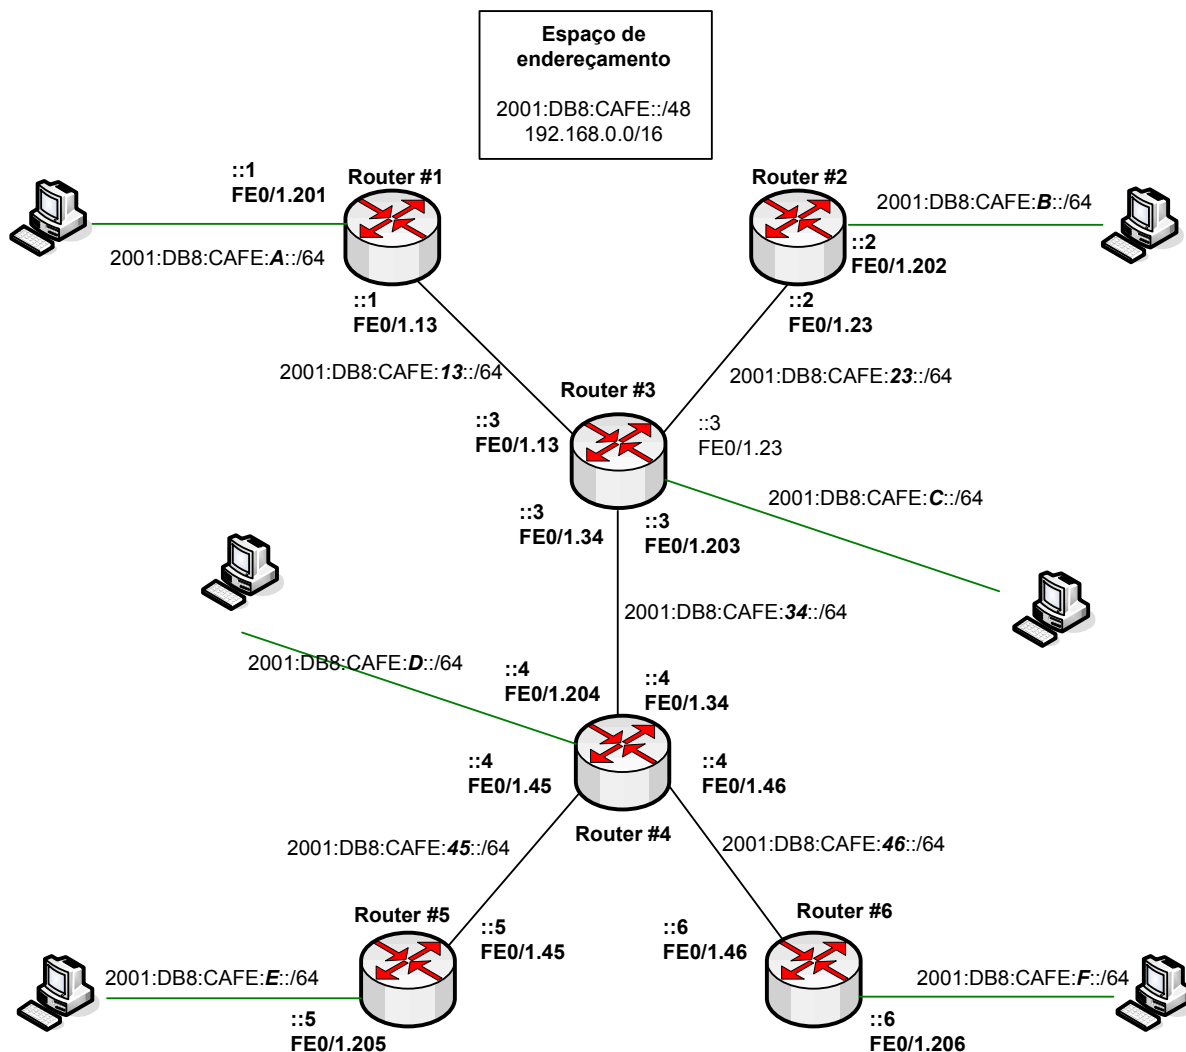 Espaço de
endereçamento
2001:DB8:CAFE::/48
192.168.0.0/16
::1
FE0/1.201
Router #1
2001:DB8:CAFE:A::/64
::1
FE0/1.13
Router #2
2001:DB8:CAFE:B::/64
::2
FE0/1.202
::2
FE0/1.23
2001:DB8:CAFE:13::/64
2001:DB8:CAFE:23::/64
Router #3
::3
FE0/1.13
::3
FE0/1.23
2001:DB8:CAFE:C::/64
::3
FE0/1.34
::3
FE0/1.203
2001:DB8:CAFE:34::/64
2001:DB8:CAFE:D::/64
::4
FE0/1.204
::4
FE0/1.34
::4
FE0/1.45
::4
FE0/1.46
Router #4
2001:DB8:CAFE:45::/64
2001:DB8:CAFE:46::/64
Router #5
::5
FE0/1.45
2001:DB8:CAFE:E::/64
::5
FE0/1.205
Router #6
::6
FE0/1.46
2001:DB8:CAFE:F::/64
::6
FE0/1.206